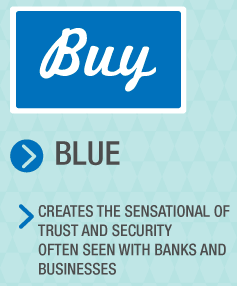 Buy
BLUE
CREATES THE SENSATIONAL OF
TRUST AND SECURITY
OFTEN SEEN WITH BANKS AND
BUSINESSES